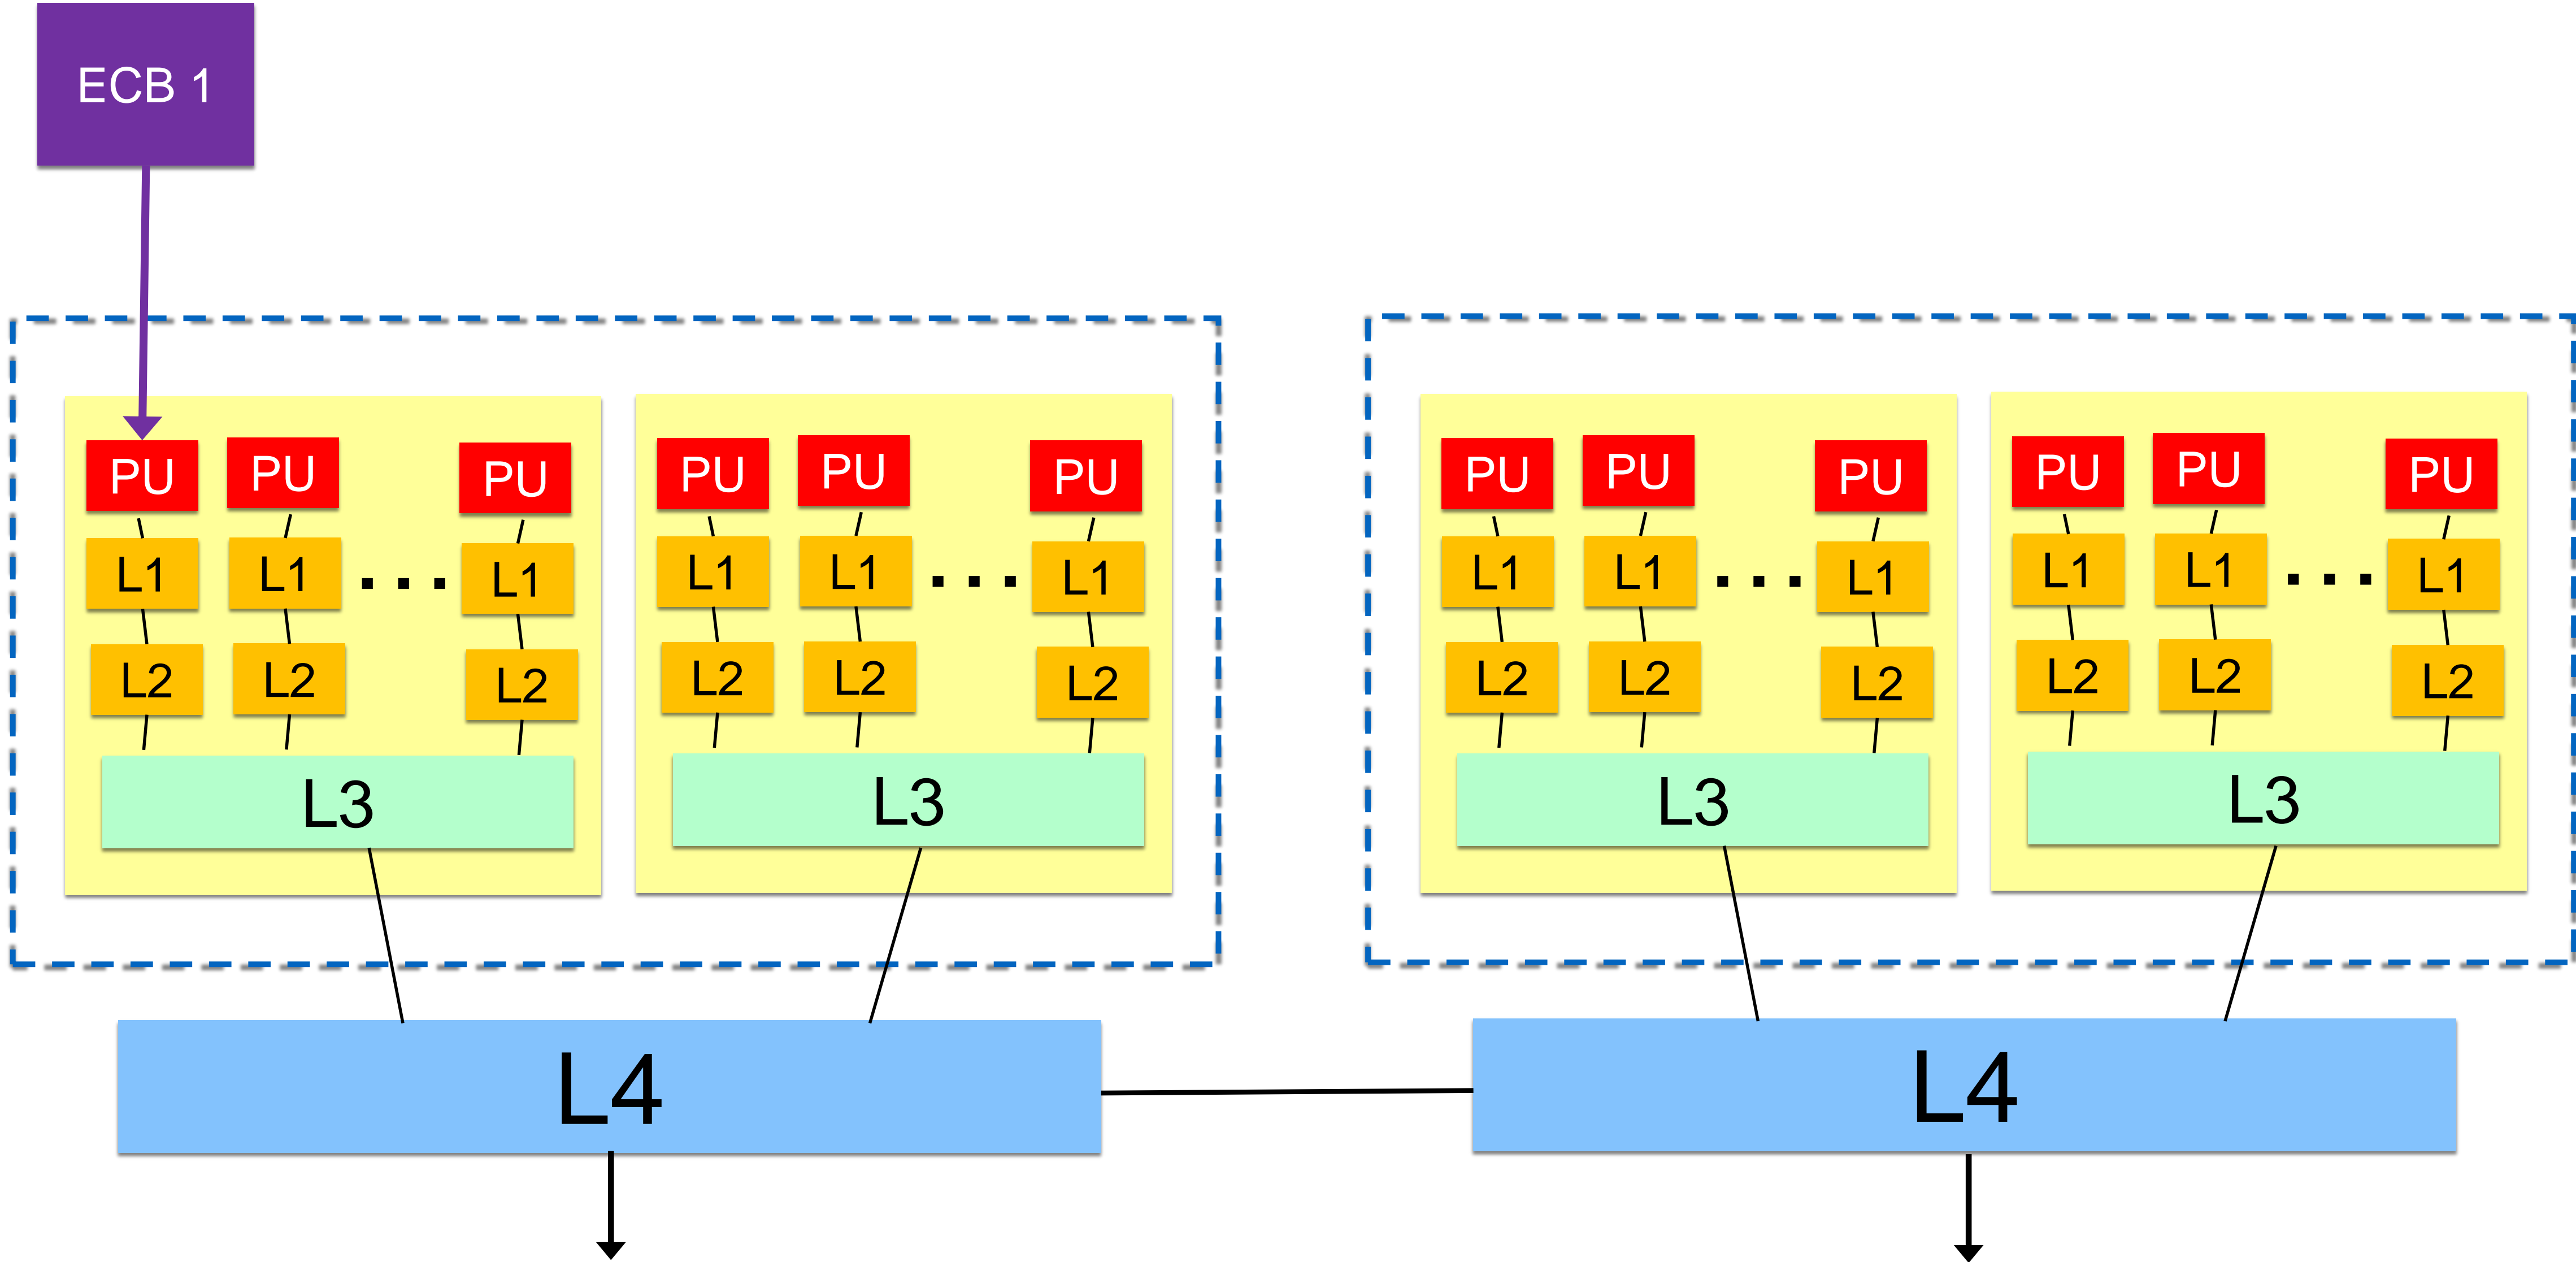 ECB 1
PU PU PU PU PU PU PU PU PU PU PU PU
L1 L1 ... L1 L1 L1 ... L1 L1 L1 ... L1 L1 L1 ... L1
L2 L2 L2 L2 L2 L2 L2 L2 L2 L2 L2 L2
L3 L3 L3 L3
L4 L4